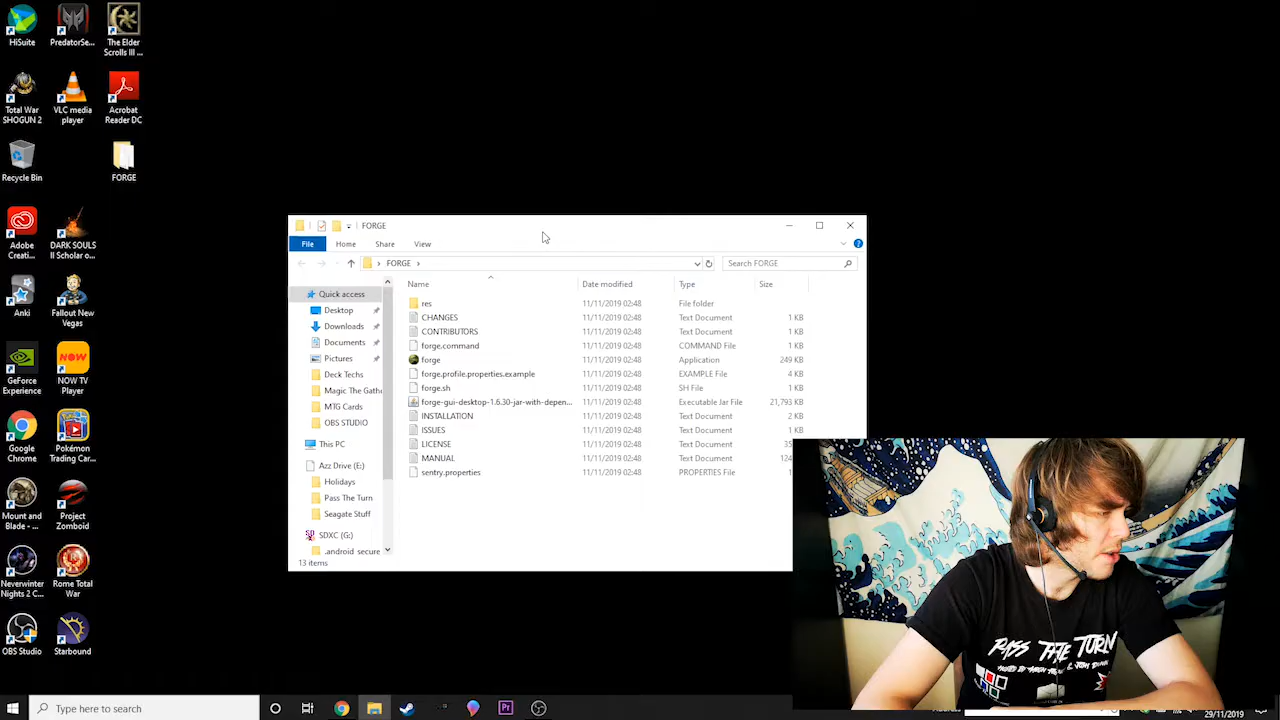 HiSuite
PredatorSe...
The Elder
Scrolls III ...
Total War
SHOGUN 2
VLC media
player
Acrobat
Reader DC
Recycle Bin
FORGE
Adobe
Creati...
DARK SOULS
II Scholar o...
Anki
Fallout New
Vegas
GeForce
Experience
NOW
NOW TV
Player
Google
Chrome
Pokémon
Trading Car...
Mount and
Blade - War...
Project
Zomboid
Neverwinter
Nights 2 C...
Rome Total
War
OBS Studio
Starbound
FORGE
File
Home
Share
View
FORGE
Search FORGE
Name
Date modified
Type
Size
Quick access
Desktop
Downloads
Documents
Pictures
Deck Techs
Magic The Gathe
MTG Cards
OBS STUDIO
This PC
Azz Drive (E:)
Holidays
Pass The Turn
Seagate Stuff
SDXC (G:)
.android_secure
res 11/11/2019 02:48 File folder
CHANGES 11/11/2019 02:48 Text Document 1 KB
CONTRIBUTORS 11/11/2019 02:48 Text Document 1 KB
forge.command 11/11/2019 02:48 COMMAND File 1 KB
forge 11/11/2019 02:48 Application 249 KB
forge.profile.properties.example 11/11/2019 02:48 EXAMPLE File 4 KB
forge.sh 11/11/2019 02:48 SH File 1 KB
forge-gui-desktop-1.6.30-jar-with-depen... 11/11/2019 02:48 Executable Jar File 21,793 KB
INSTALLATION 11/11/2019 02:48 Text Document 2 KB
ISSUES 11/11/2019 02:48 Text Document 1 KB
LICENSE 11/11/2019 02:48 Text Document 35
MANUAL 11/11/2019 02:48 Text Document 124
sentry.properties 11/11/2019 02:48 PROPERTIES File 1
13 items
PASS THE TURN
Type here to search
Pr
29/11/2019